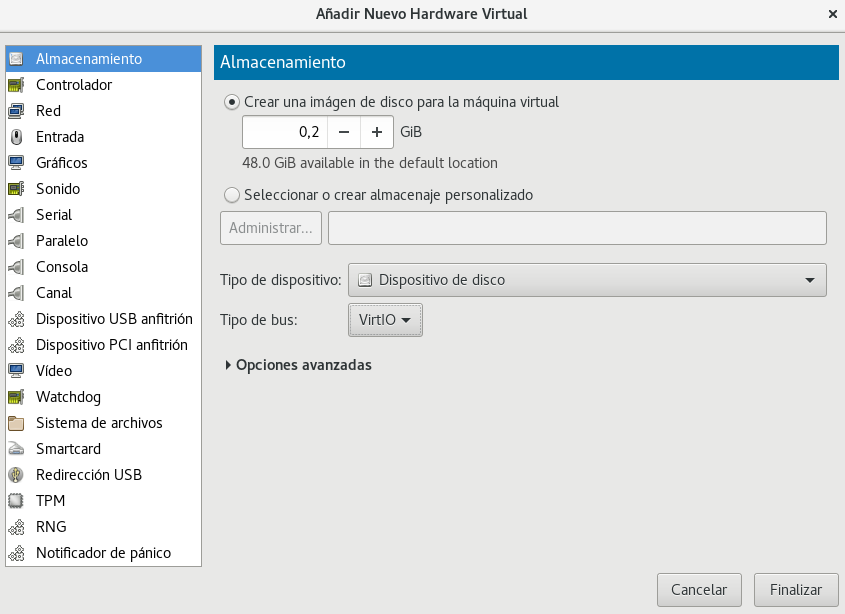 Añadir Nuevo Hardware Virtual
Almacenamiento
Controlador
Red
Entrada
Gráficos
Sonido
Serial
Paralelo
Consola
Canal
Dispositivo USB anfitrión
Dispositivo PCI anfitrión
Vídeo
Watchdog
Sistema de archivos
Smartcard
Redirección USB
TPM
RNG
Notificador de pánico
Almacenamiento
Crear una imágen de disco para la máquina virtual
0,2 − + GiB
48.0 GiB available in the default location
Seleccionar o crear almacenaje personalizado
Administrar...
Tipo de dispositivo: Dispositivo de disco
Tipo de bus: VirtIO
Opciones avanzadas
Cancelar Finalizar